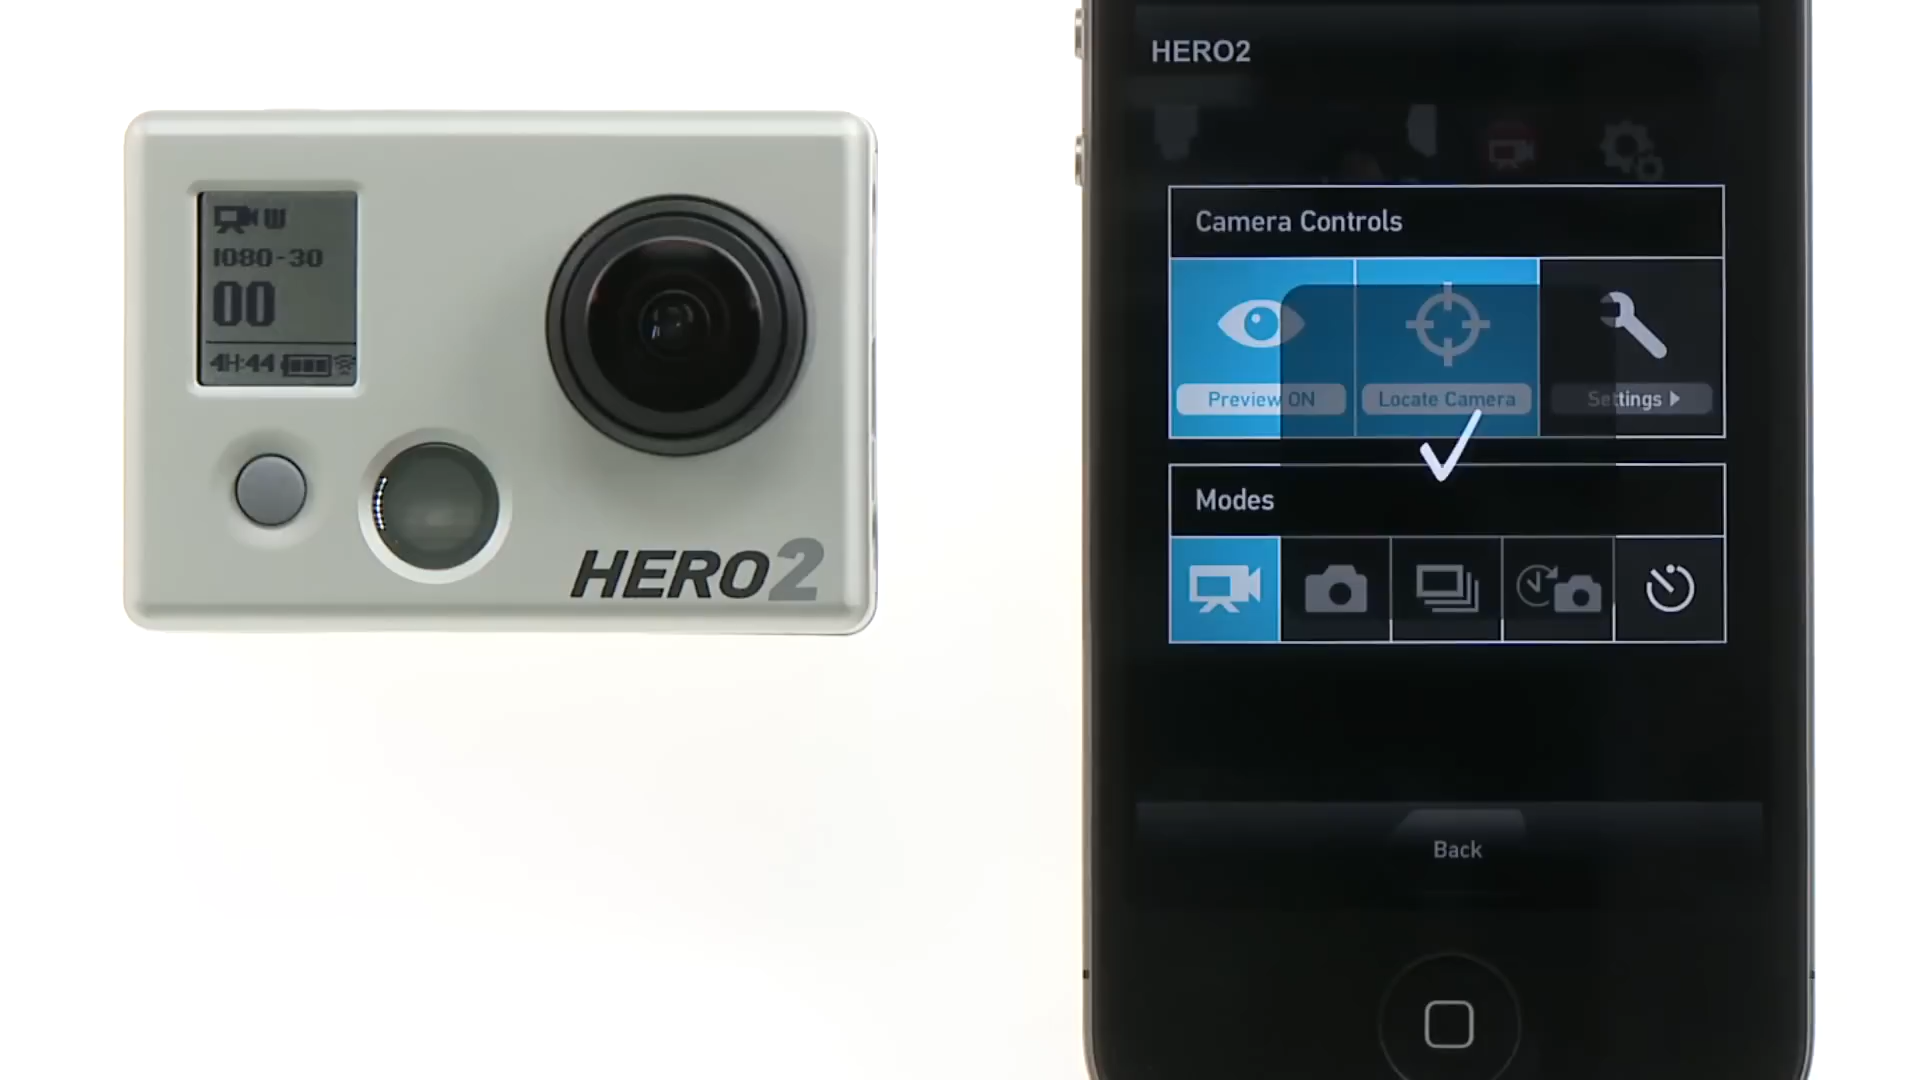 W
1080-30
00
4H:44
HERO2
HERO2
Camera Controls
Preview ON
Locate Camera
Settings
Modes
Back